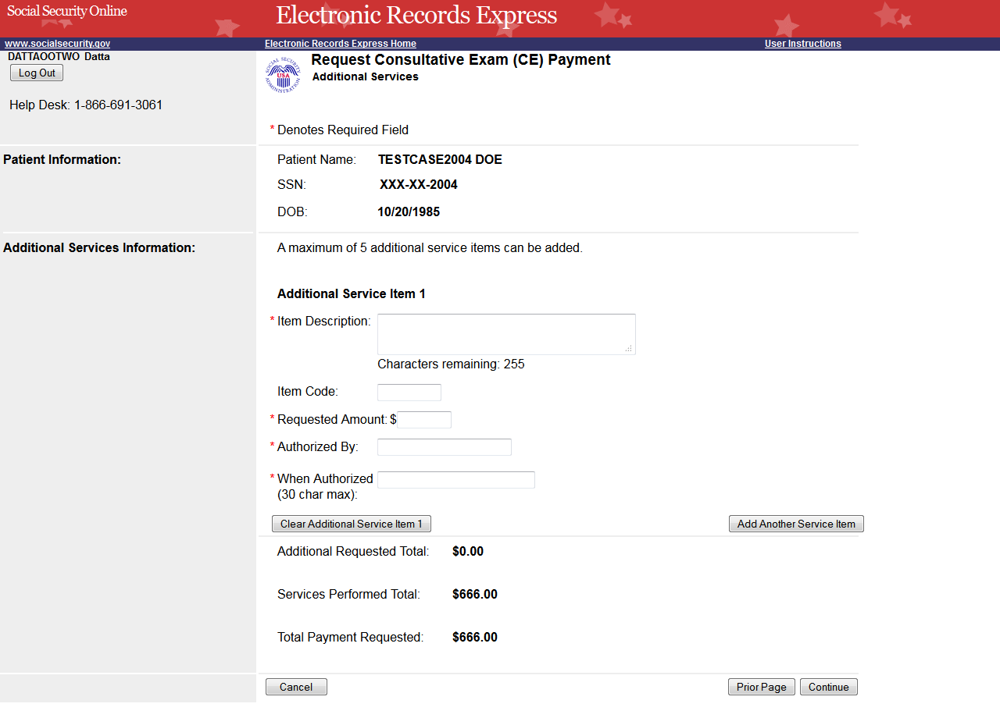 Social Security Online
Electronic Records Express
www.socialsecurity.gov
Electronic Records Express Home
User Instructions
DATTAOOTWO Datta
Log Out
Help Desk: 1-866-691-3061
SOCIAL SECURITY
USA
ADMINISTRATION
Request Consultative Exam (CE) Payment
Additional Services
* Denotes Required Field
Patient Information:
Patient Name: TESTCASE2004 DOE
SSN: XXX-XX-2004
DOB: 10/20/1985
Additional Services Information:
A maximum of 5 additional service items can be added.
Additional Service Item 1
* Item Description:
Characters remaining: 255
Item Code:
* Requested Amount: $
* Authorized By:
* When Authorized
(30 char max):
Clear Additional Service Item 1
Add Another Service Item
Additional Requested Total: $0.00
Services Performed Total: $666.00
Total Payment Requested: $666.00
Cancel
Prior Page
Continue